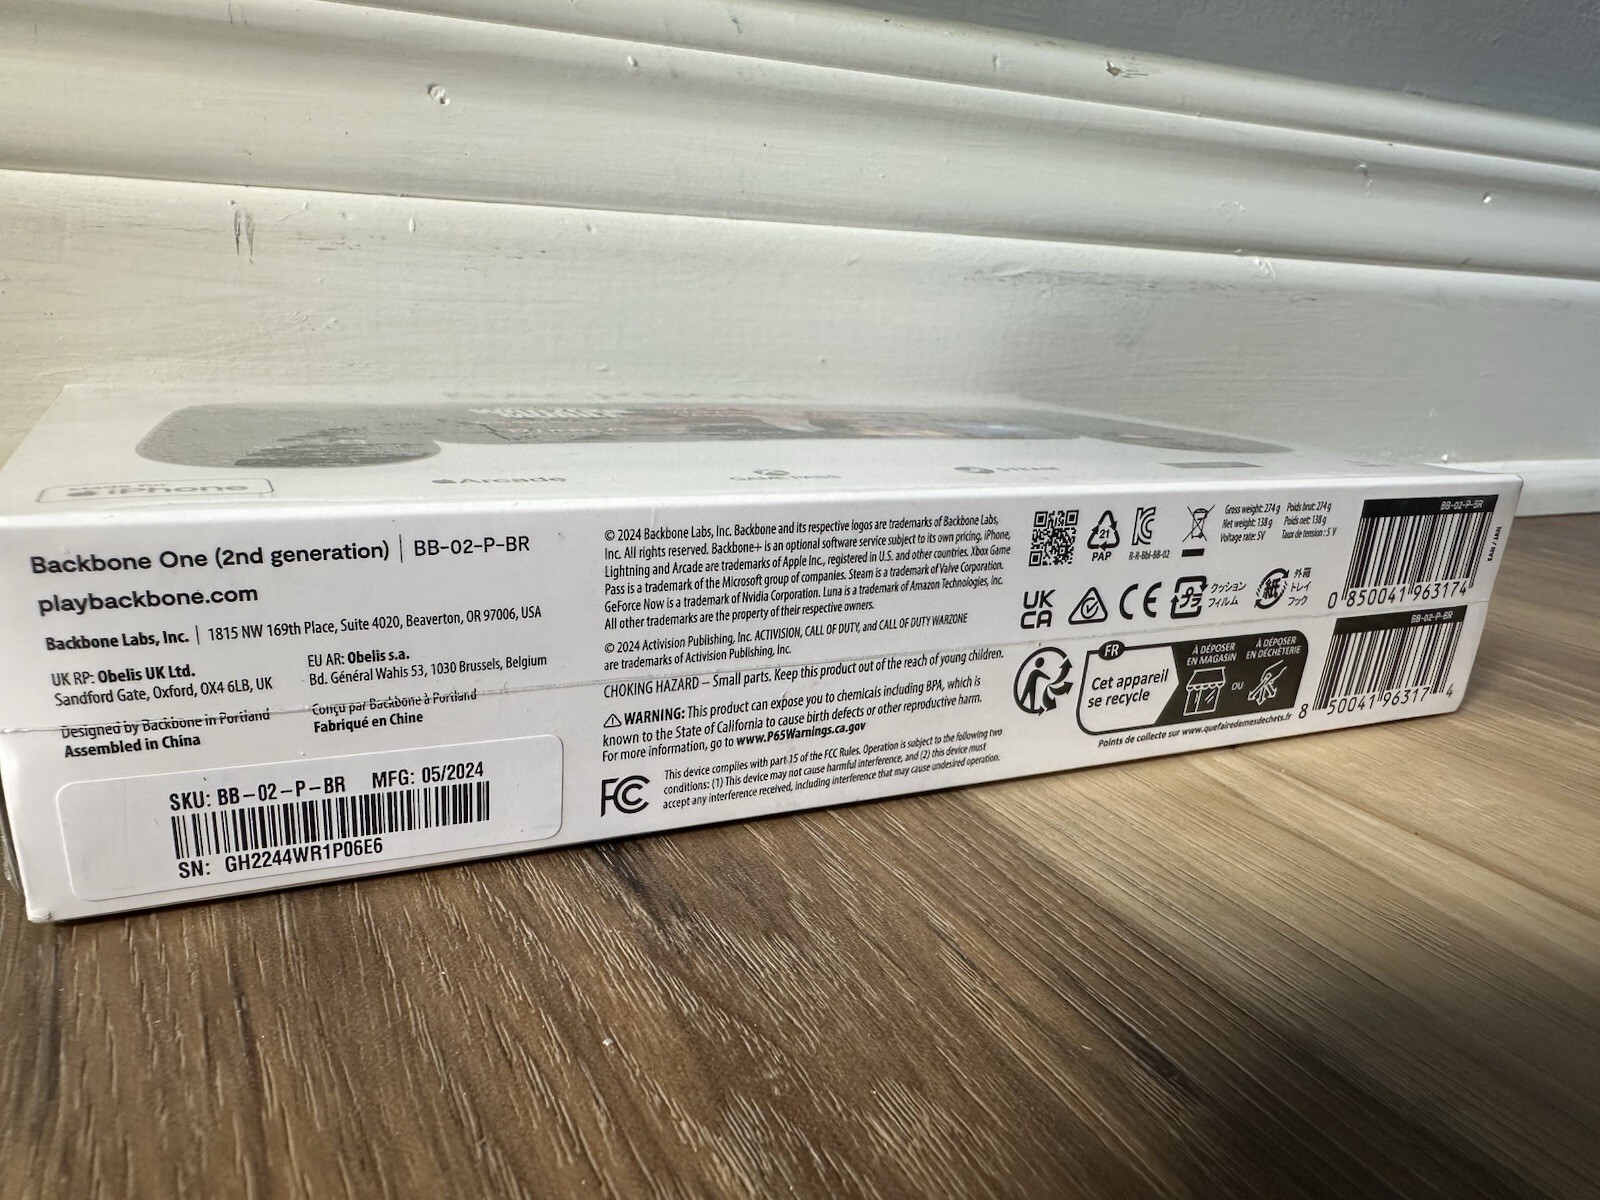 iPhone
Arcade
GAME PASS
STEAM
Backbone One (2nd generation) | BB-02-P-BR
playbackbone.com
Backbone Labs, Inc. | 1815 NW 169th Place, Suite 4020, Beaverton, OR 97006, USA
UK RP: Obelis UK Ltd.
Sandford Gate, Oxford, OX4 6LB, UK
EU AR: Obelis s.a.
Bd. Général Wahis 53, 1030 Brussels, Belgium
Designed by Backbone in Portland
Assembled in China
Conçu par Backbone à Portland
Fabriqué en Chine
SKU: BB-02-P-BR MFG: 05/2024
SN: GH2244WR1P06E6
© 2024 Backbone Labs, Inc. Backbone and its respective logos are trademarks of Backbone Labs,
Inc. All rights reserved. Backbone+ is an optional software service subject to its own pricing. iPhone,
Lightning and Arcade are trademarks of Apple Inc., registered in U.S. and other countries. Xbox Game
Pass is a trademark of the Microsoft group of companies. Steam is a trademark of Valve Corporation.
GeForce Now is a trademark of Nvidia Corporation. Luna is a trademark of Amazon Technologies, Inc.
All other trademarks are the property of their respective owners.
© 2024 Activision Publishing, Inc. ACTIVISION, CALL OF DUTY, and CALL OF DUTY WARZONE
are trademarks of Activision Publishing, Inc.
CHOKING HAZARD – Small parts. Keep this product out of the reach of young children.
WARNING: This product can expose you to chemicals including BPA, which is
known to the State of California to cause birth defects or other reproductive harm.
For more information, go to www.P65Warnings.ca.gov
FC
This device complies with part 15 of the FCC Rules. Operation is subject to the following two
conditions: (1) This device may not cause harmful interference, and (2) this device must
accept any interference received, including interference that may cause undesired operation.
21
PAP
R-R-BbI-BB-02
Gross weight: 274 g Poids brut: 274 g
Net weight: 138 g Poids net: 138 g
Voltage rate: 5V Taux de tension: 5 V
UK
CA
CE
プラ
クッション
フィルム
紙
外箱
トレイ
フック
FR
Cet appareil
se recycle
À DÉPOSER
EN MAGASIN
OU
À DÉPOSER
EN DÉCHÈTERIE
Points de collecte sur www.quefairedemesdechets.fr
BB-02-P-BR
0 850041 963174
EAN / JAN
BB-02-P-BR
8 50041 96317 4